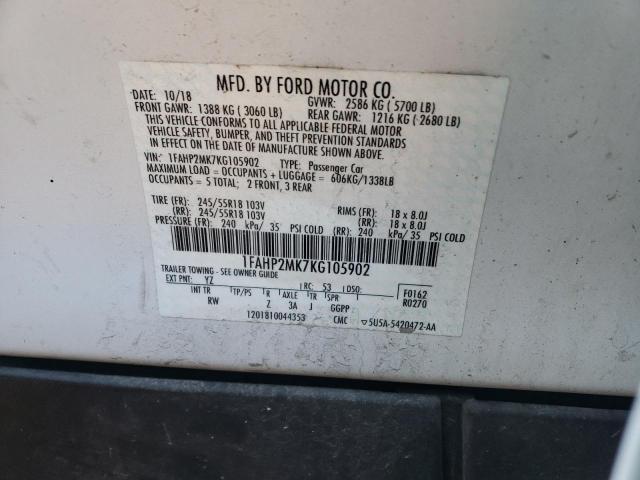 MFD. BY FORD MOTOR CO.
DATE: 10/18 GVWR: 2586 KG ( 5700 LB)
FRONT GAWR: 1388 KG ( 3060 LB) REAR GAWR: 1216 KG ( 2680 LB)
THIS VEHICLE CONFORMS TO ALL APPLICABLE FEDERAL MOTOR
VEHICLE SAFETY, BUMPER, AND THEFT PREVENTION STANDARDS
IN EFFECT ON THE DATE OF MANUFACTURE SHOWN ABOVE.
VIN: 1FAHP2MK7KG105902 TYPE: Passenger Car
MAXIMUM LOAD = OCCUPANTS + LUGGAGE = 606KG/1338LB
OCCUPANTS = 5 TOTAL; 2 FRONT, 3 REAR
TIRE (FR): 245/55R18 103V RIMS (FR): 18 x 8.0J
(RR): 245/55R18 103V (RR): 18 x 8.0J
PRESSURE (FR): 240 kPa/ 35 PSI COLD (RR): 240 kPa/ 35 PSI COLD
1FAHP2MK7KG105902
TRAILER TOWING - SEE OWNER GUIDE
EXT PNT: YZ RC: 53 DSO: F0162
INT TR TP/PS R AXLE TR SPR R0270
RW Z 3A J GGPP
1201810044353 CMC ▽5U5A-5420472-AA